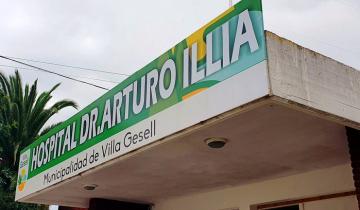 HOSPITAL DR.ARTURO ILLIA
Municipalidad de Villa Gesell